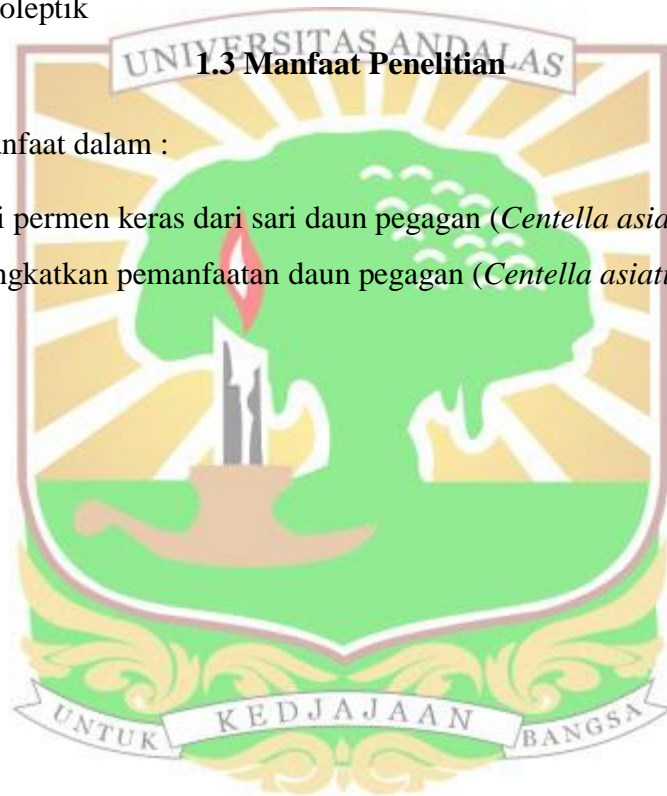 oleptik
UNIVERSITAS ANDALAS
1.3 Manfaat Penelitian
nfaat dalam :
i permen keras dari sari daun pegagan (Centella asia
ngkatkan pemanfaatan daun pegagan (Centella asiati
UNTUK KEDJAJAAN BANGSA